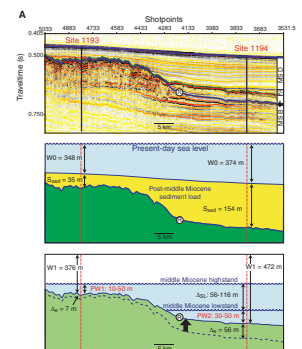 A
Shotpoints
5033 4883 4733 4583 4433 4283 4133 3983 3833 3683 3531.5
0.405
Site 1193
Site 1194
0.500
Traveltime (s)
R
0.750
5 km
Present-day sea level
W0 = 348 m
W0 = 374 m
Ssed = 35 m
Post-middle Miocene
sediment load
Ssed = 154 m
R
5 km
W1 = 376 m
W1 = 472 m
middle Miocene highstand
PW1: 10-50 m
ΔSL: 56-116 m
middle Miocene lowstand
= 7 m
R
PW2: 30-50 m
= 56 m
5 km